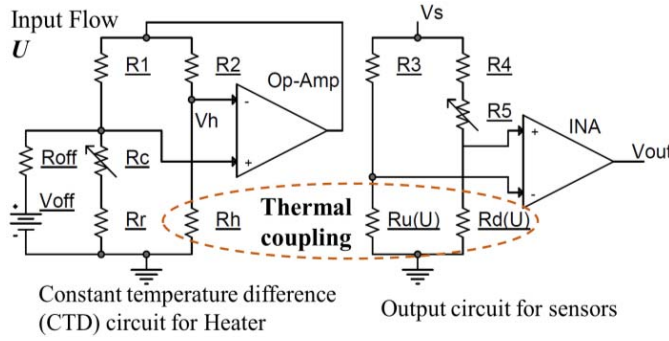 Input Flow
U
Vs
R1
R2
Op-Amp
R3
R4
R5
INA
-
Vh
+
+
-
Vout
Roff
Rc
Voff
+
-
Rr
Rh
Thermal
coupling
Ru(U)
Rd(U)
Constant temperature difference
(CTD) circuit for Heater
Output circuit for sensors